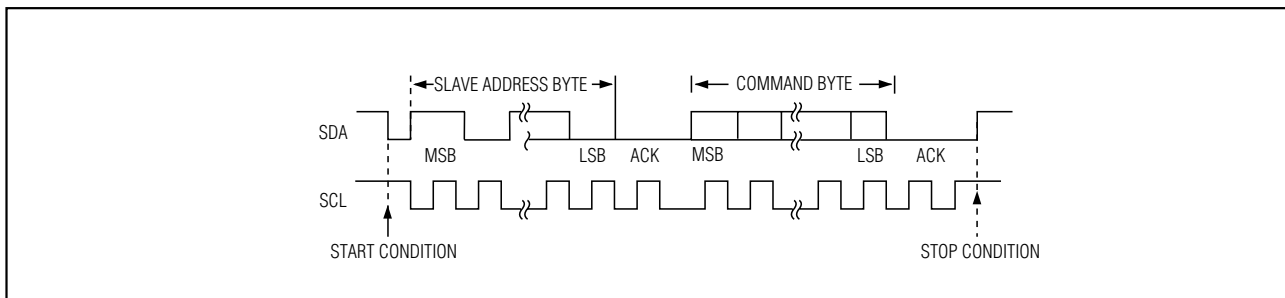 SLAVE ADDRESS BYTE COMMAND BYTE
SDA
MSB LSB ACK MSB LSB ACK
SCL
START CONDITION STOP CONDITION